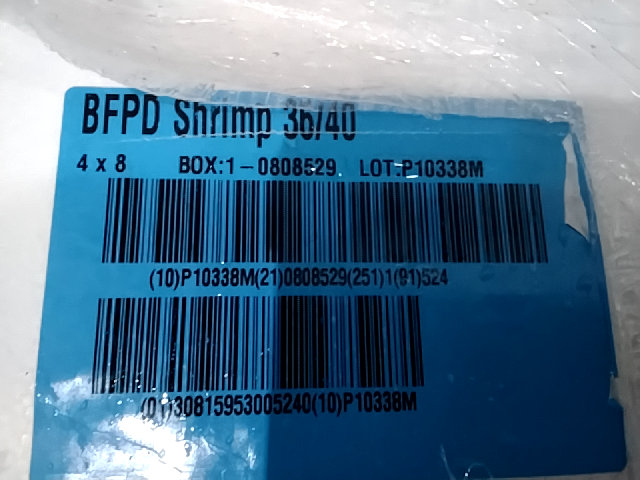 BFPD Shrimp 36/40
4 x 8 BOX:1-0808529 LOT:P10338M
(10)P10338M(21)0808529(251)1(91)524
(01)30815953005240(10)P10338M